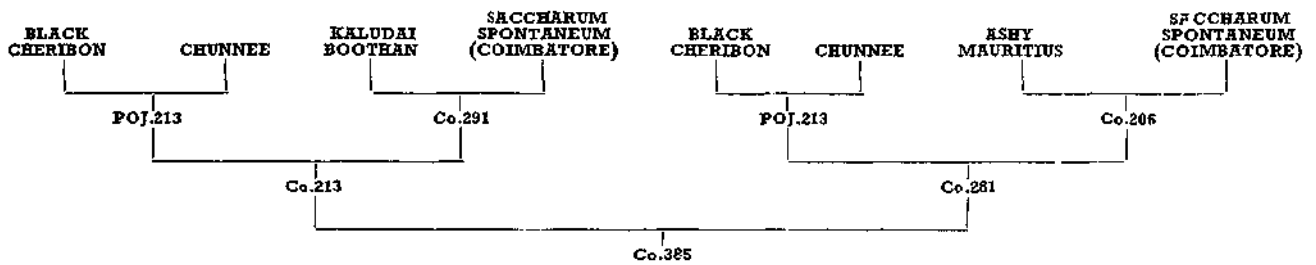 BLACK CHERIBON
CHUNNEE
KALUDAI BOOTHAN
SACCHARUM SPONTANEUM (COIMBATORE)
BLACK CHERIBON
CHUNNEE
ASHY MAURITIUS
SACCHARUM SPONTANEUM (COIMBATORE)
POJ.213
Co.291
POJ.213
Co.206
Co.213
Co.281
Co.385